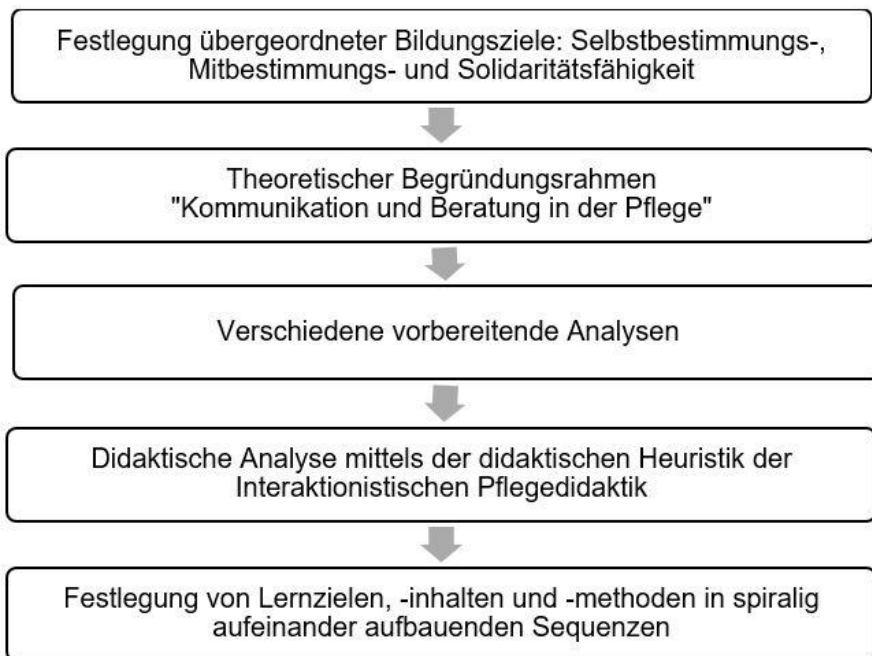 Festlegung übergeordneter Bildungsziele: Selbstbestimmungs-,
Mitbestimmungs- und Solidaritätsfähigkeit
Theoretischer Begründungsrahmen
"Kommunikation und Beratung in der Pflege"
Verschiedene vorbereitende Analysen
Didaktische Analyse mittels der didaktischen Heuristik der
Interaktionistischen Pflegedidaktik
Festlegung von Lernzielen, -inhalten und -methoden in spiralig
aufeinander aufbauenden Sequenzen